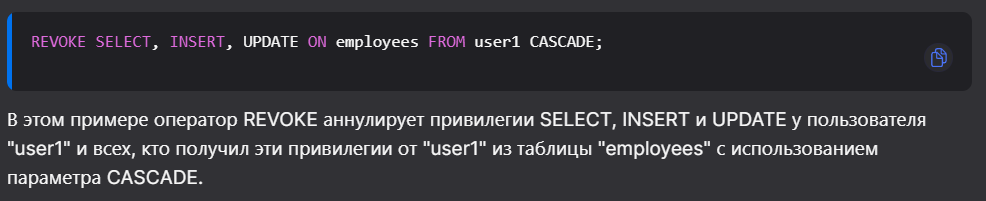 REVOKE SELECT, INSERT, UPDATE ON employees FROM user1 CASCADE;
В этом примере оператор REVOKE аннулирует привилегии SELECT, INSERT и UPDATE у пользователя
"user1" и всех, кто получил эти привилегии от "user1" из таблицы "employees" с использованием
параметра CASCADE.